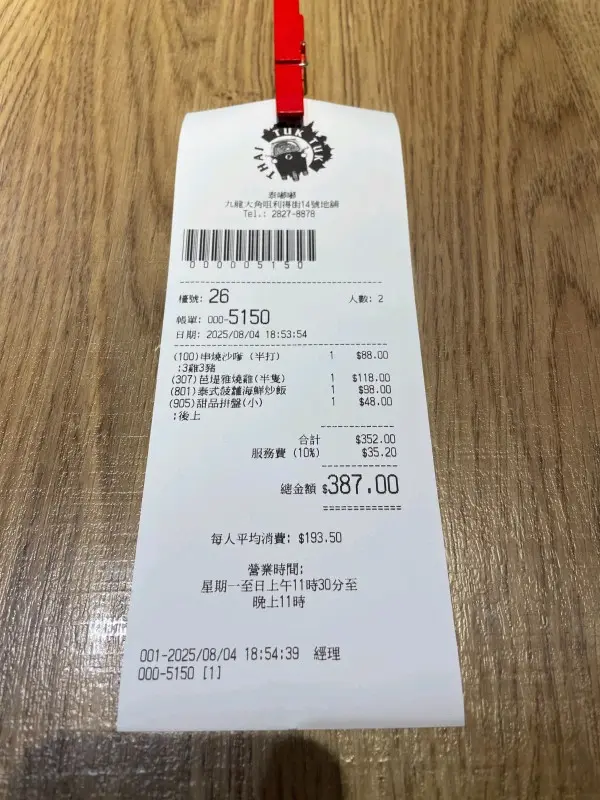 THAI TUK TUK
泰嘟嘟
九龍大角咀利得街14號地舖
Tel.: 2827-8878
000005150
檯號: 26 人數: 2
帳單: 000-5150
日期: 2025/08/04 18:53:54
(100)串燒沙嗲 (半打) 1 $88.00
:3雞3豬
(307)芭堤雅燒雞(半隻) 1 $118.00
(801)泰式菠蘿海鮮炒飯 1 $98.00
(905)甜品拼盤(小) 1 $48.00
:後上
合計 $352.00
服務費 (10%) $35.20
總金額 $387.00
每人平均消費: $193.50
營業時間:
星期一至日上午11時30分至
晚上11時
001-2025/08/04 18:54:39 經理
000-5150 [1]